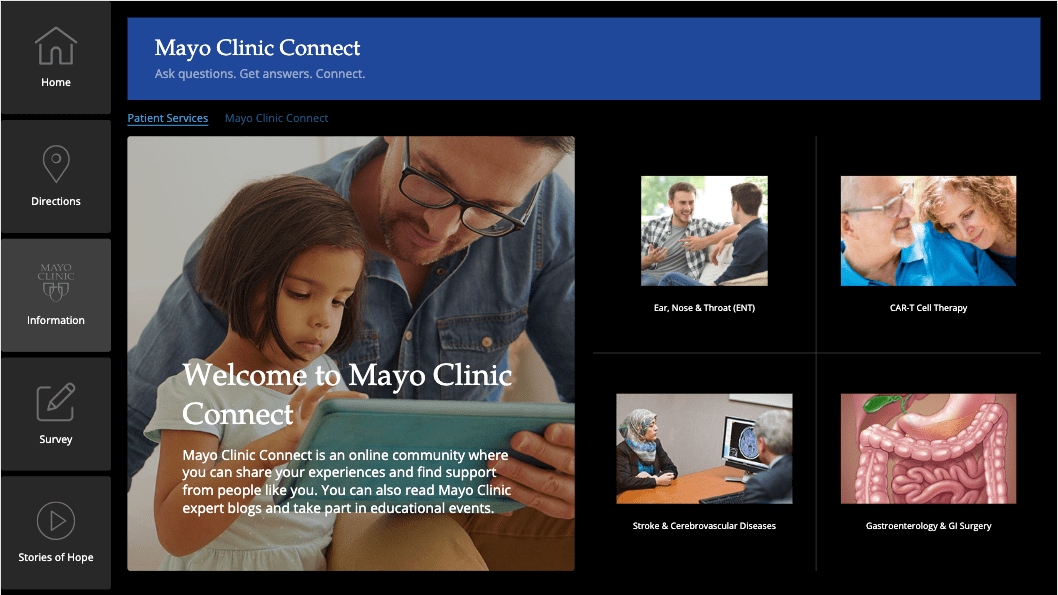 Home
Directions
MAYO
CLINIC
Information
Survey
Stories of Hope
Mayo Clinic Connect
Ask questions. Get answers. Connect.
Patient Services
Mayo Clinic Connect
Welcome to Mayo Clinic
Connect
Mayo Clinic Connect is an online community where
you can share your experiences and find support
from people like you. You can also read Mayo Clinic
expert blogs and take part in educational events.
Ear, Nose & Throat (ENT)
CAR-T Cell Therapy
Stroke & Cerebrovascular Diseases
Gastroenterology & GI Surgery